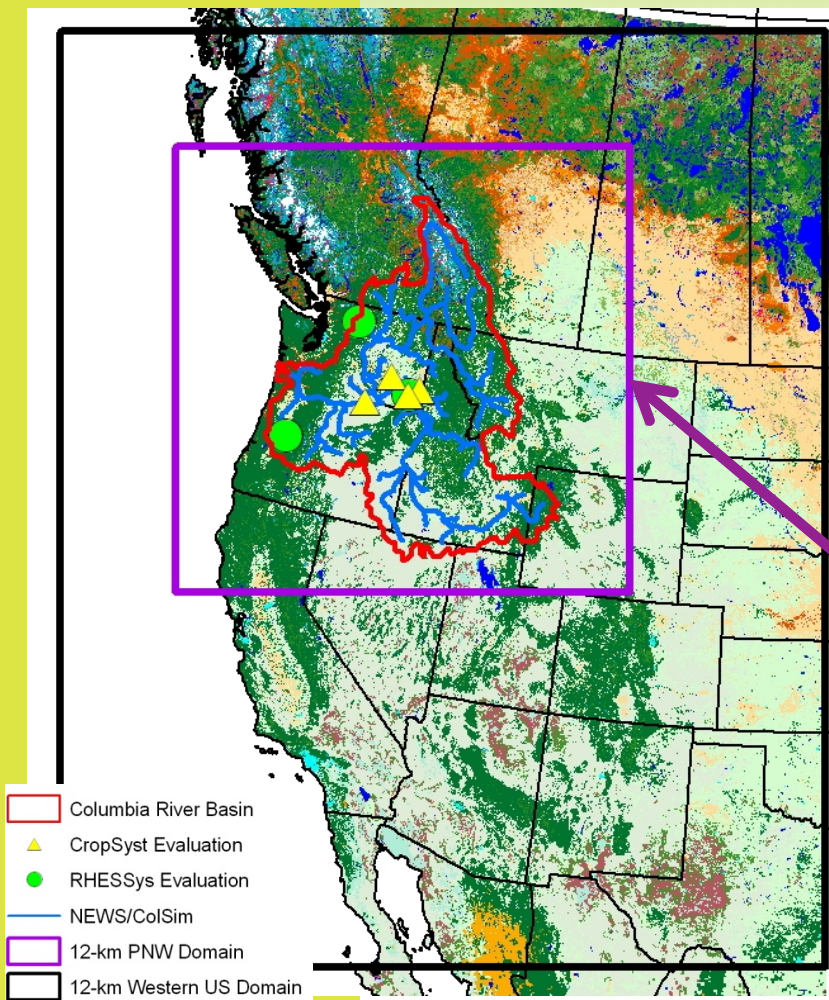 Columbia River Basin
CropSyst Evaluation
RHESSys Evaluation
NEWS/ColSim
12-km PNW Domain
12-km Western US Domain